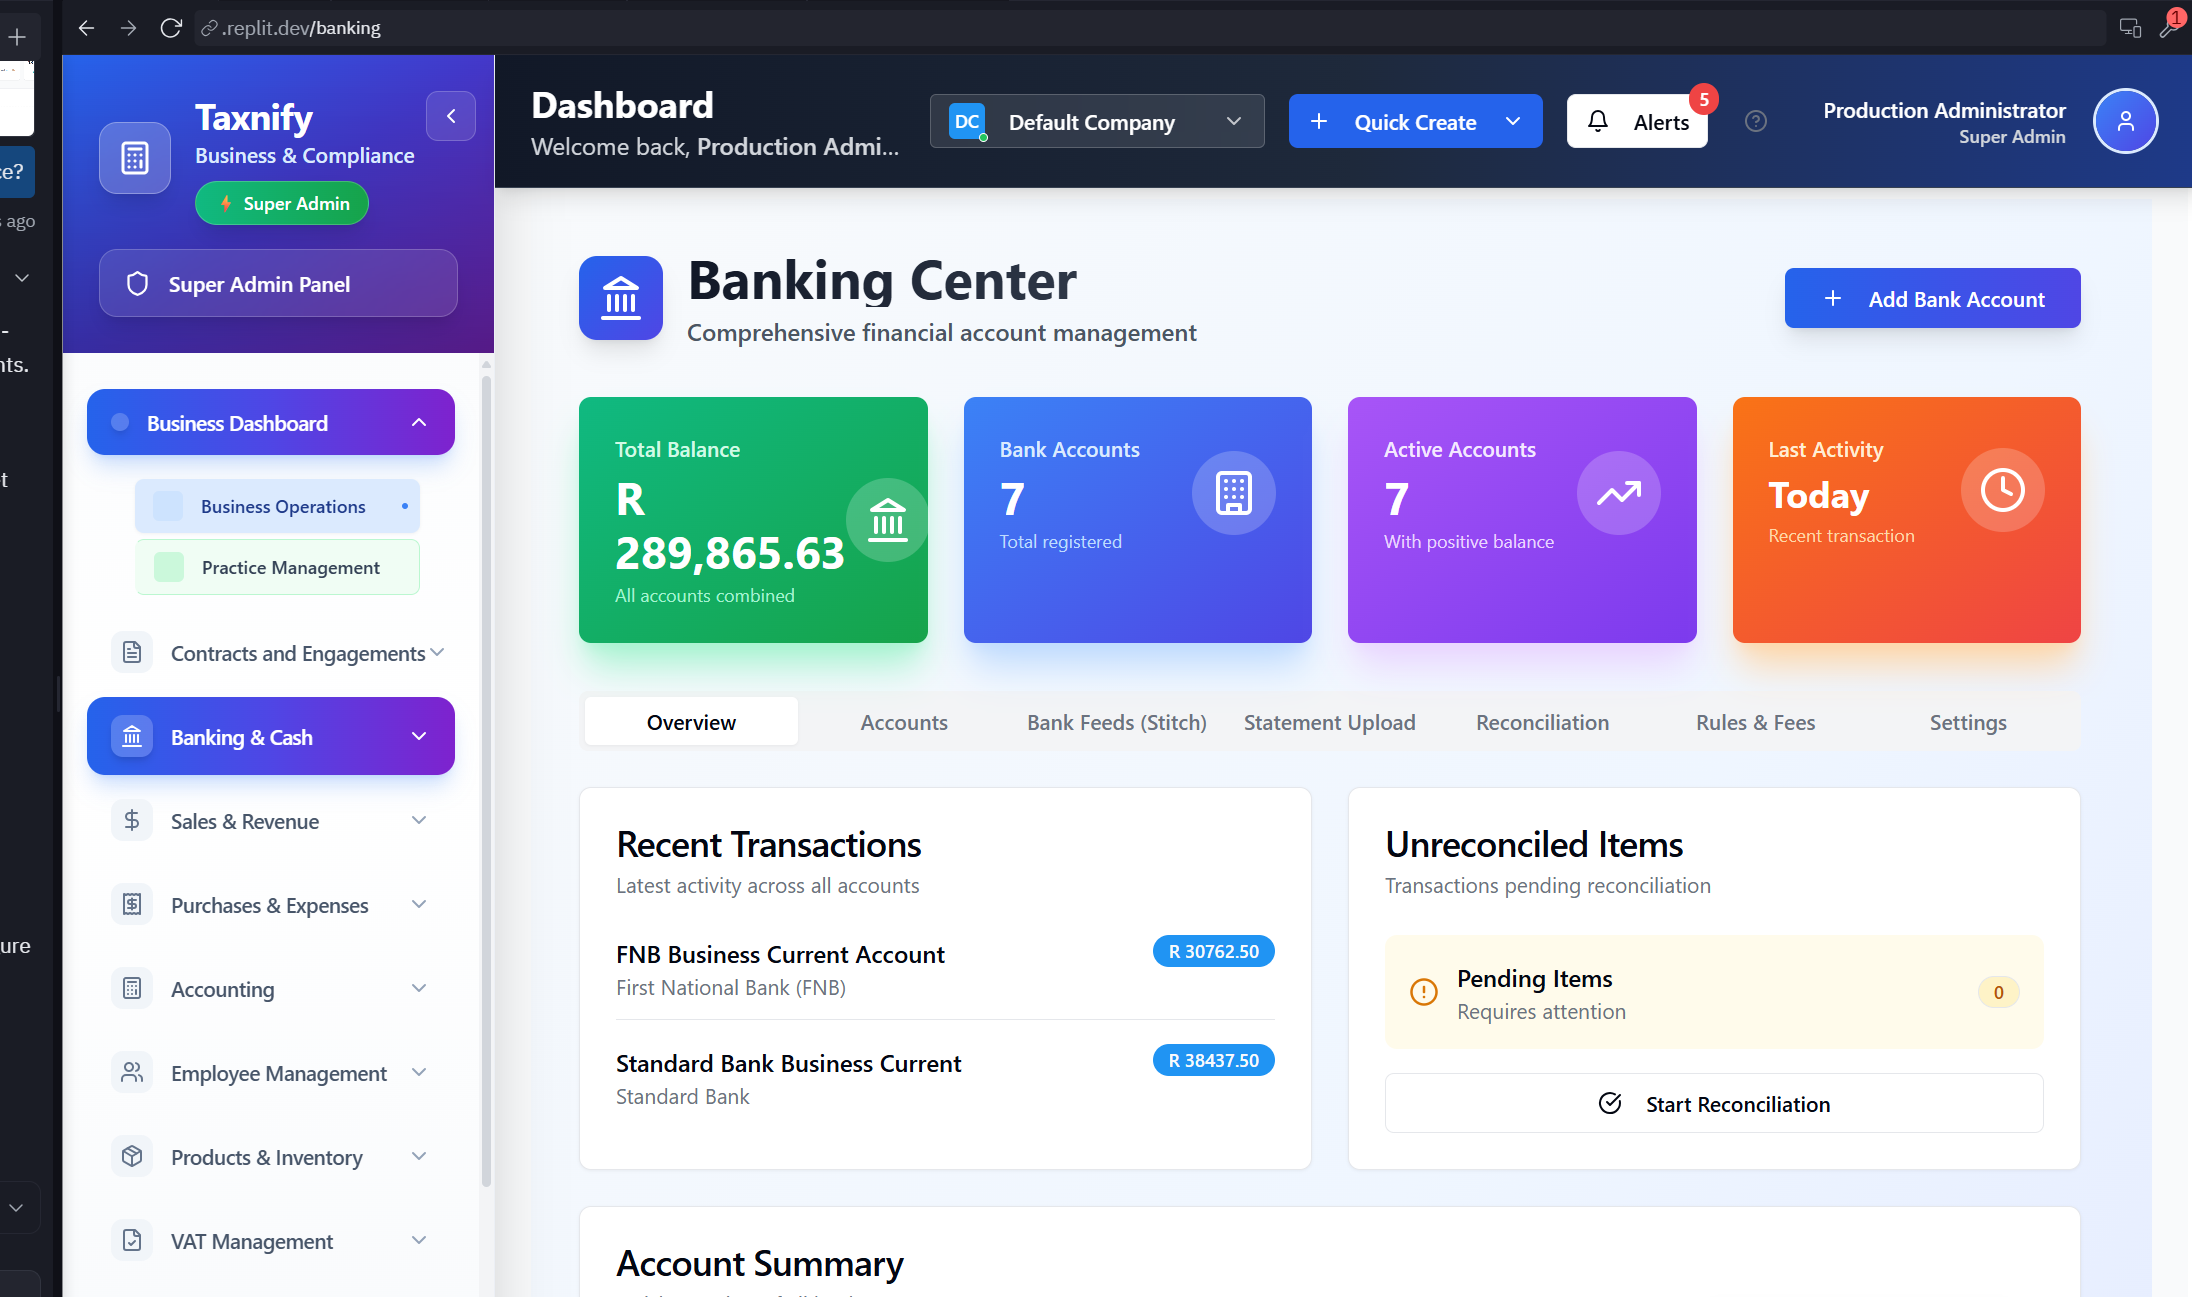 .replit.dev/banking
1
ce?
s ago
nts.
t
ure
Taxnify
Business & Compliance
Super Admin
Super Admin Panel
Business Dashboard
Business Operations
Practice Management
Contracts and Engagements
Banking & Cash
Sales & Revenue
Purchases & Expenses
Accounting
Employee Management
Products & Inventory
VAT Management
Dashboard
Welcome back, Production Admi...
DC
Default Company
Quick Create
Alerts
5
Production Administrator
Super Admin
Banking Center
Comprehensive financial account management
Add Bank Account
Total Balance
R
289,865.63
All accounts combined
Bank Accounts
7
Total registered
Active Accounts
7
With positive balance
Last Activity
Today
Recent transaction
Overview
Accounts
Bank Feeds (Stitch)
Statement Upload
Reconciliation
Rules & Fees
Settings
Recent Transactions
Latest activity across all accounts
FNB Business Current Account
R 30762.50
First National Bank (FNB)
Standard Bank Business Current
R 38437.50
Standard Bank
Unreconciled Items
Transactions pending reconciliation
Pending Items
0
Requires attention
Start Reconciliation
Account Summary